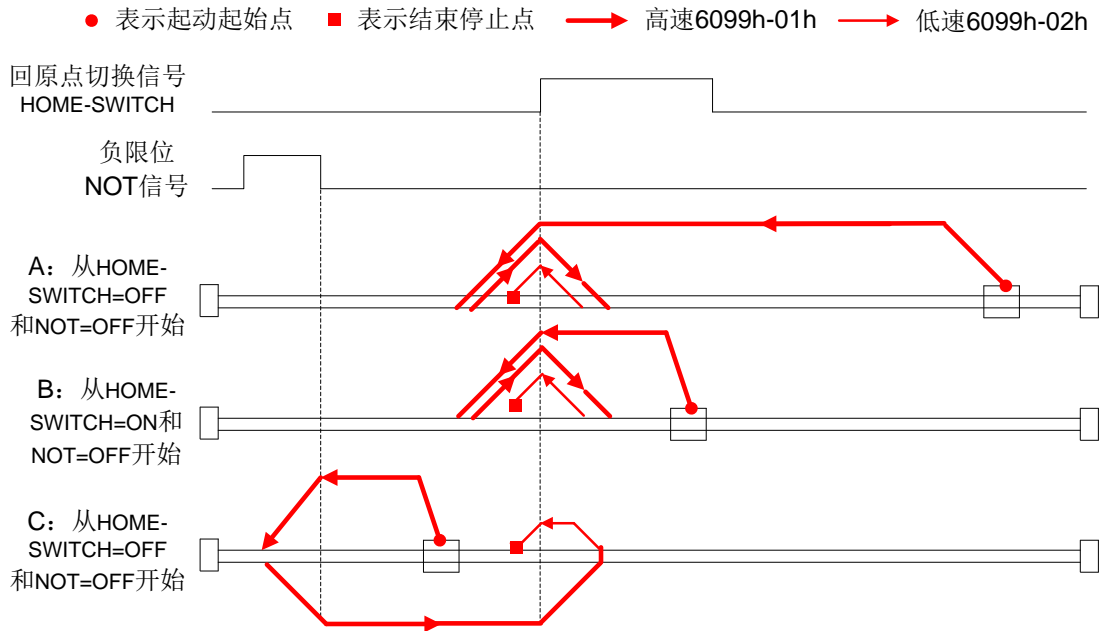 表示起动起始点 表示结束停止点 高速6099h-01h 低速6099h-02h
回原点切换信号
HOME-SWITCH
负限位
NOT信号
A：从HOME-
SWITCH=OFF
和NOT=OFF开始
B：从HOME-
SWITCH=ON和
NOT=OFF开始
C：从HOME-
SWITCH=OFF
和NOT=OFF开始